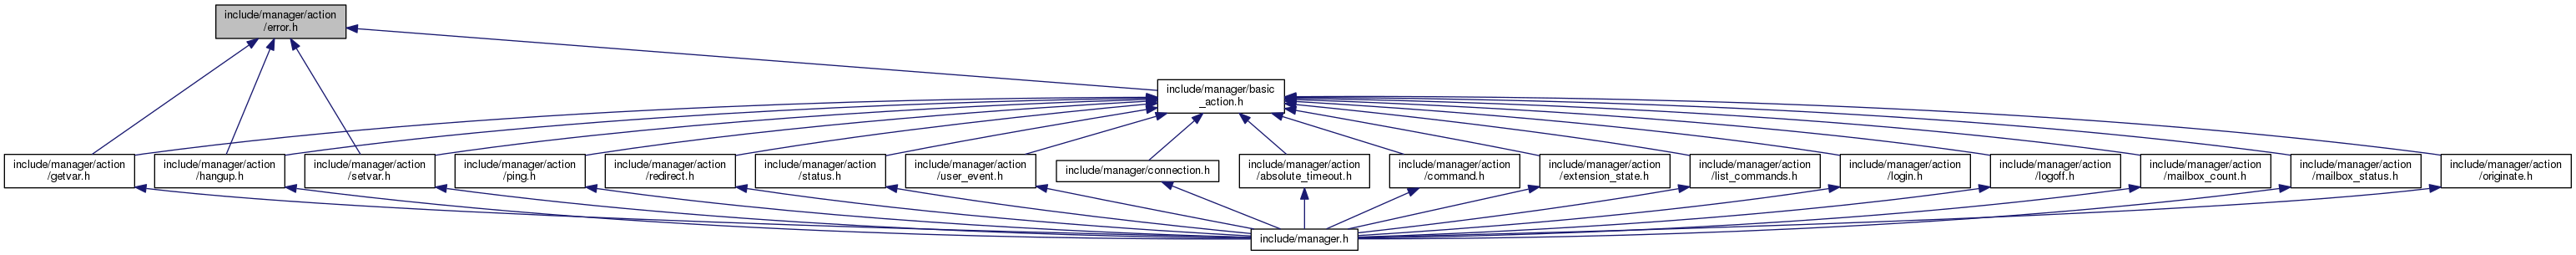 include/manager/action
/error.h
include/manager/basic
_action.h
include/manager/action
/getvar.h
include/manager/action
/hangup.h
include/manager/action
/setvar.h
include/manager/action
/ping.h
include/manager/action
/redirect.h
include/manager/action
/status.h
include/manager/action
/user_event.h
include/manager/connection.h
include/manager/action
/absolute_timeout.h
include/manager/action
/command.h
include/manager/action
/extension_state.h
include/manager/action
/list_commands.h
include/manager/action
/login.h
include/manager/action
/logoff.h
include/manager/action
/mailbox_count.h
include/manager/action
/mailbox_status.h
include/manager/action
/originate.h
include/manager.h